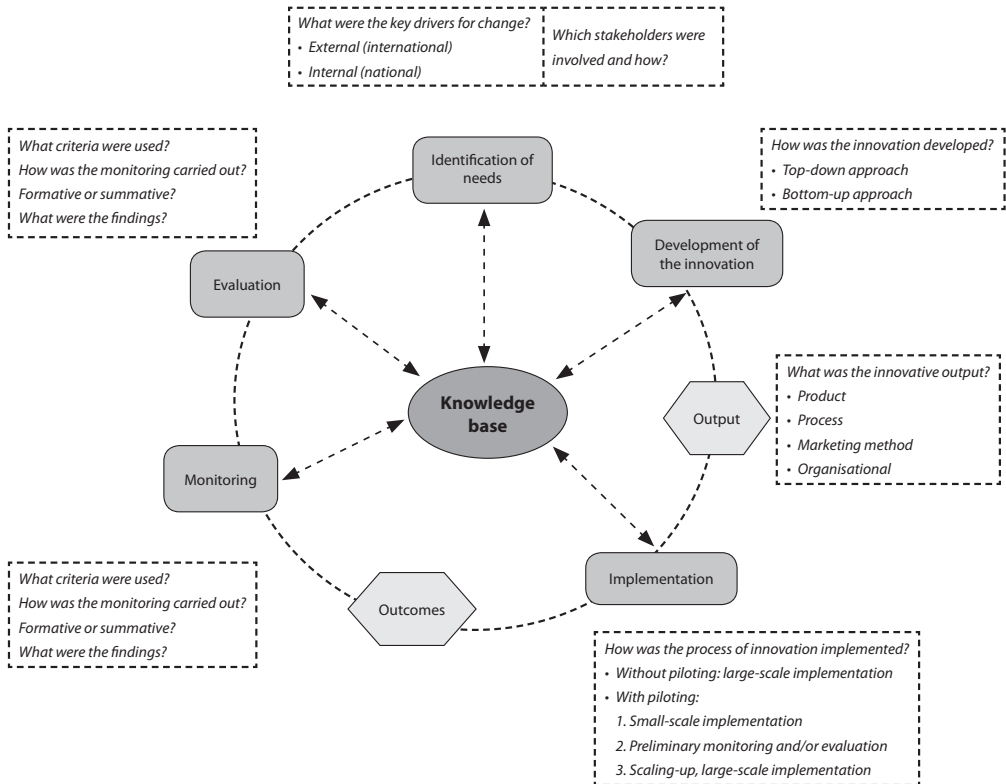 What were the key drivers for change?
• External (international)
• Internal (national)
Which stakeholders were
involved and how?
What criteria were used?
How was the monitoring carried out?
Formative or summative?
What were the findings?
Identification of
needs
How was the innovation developed?
• Top-down approach
• Bottom-up approach
Evaluation
Development of
the innovation
Knowledge
base
Output
What was the innovative output?
• Product
• Process
• Marketing method
• Organisational
Monitoring
Implementation
Outcomes
What criteria were used?
How was the monitoring carried out?
Formative or summative?
What were the findings?
How was the process of innovation implemented?
• Without piloting: large-scale implementation
• With piloting:
1. Small-scale implementation
2. Preliminary monitoring and/or evaluation
3. Scaling-up, large-scale implementation